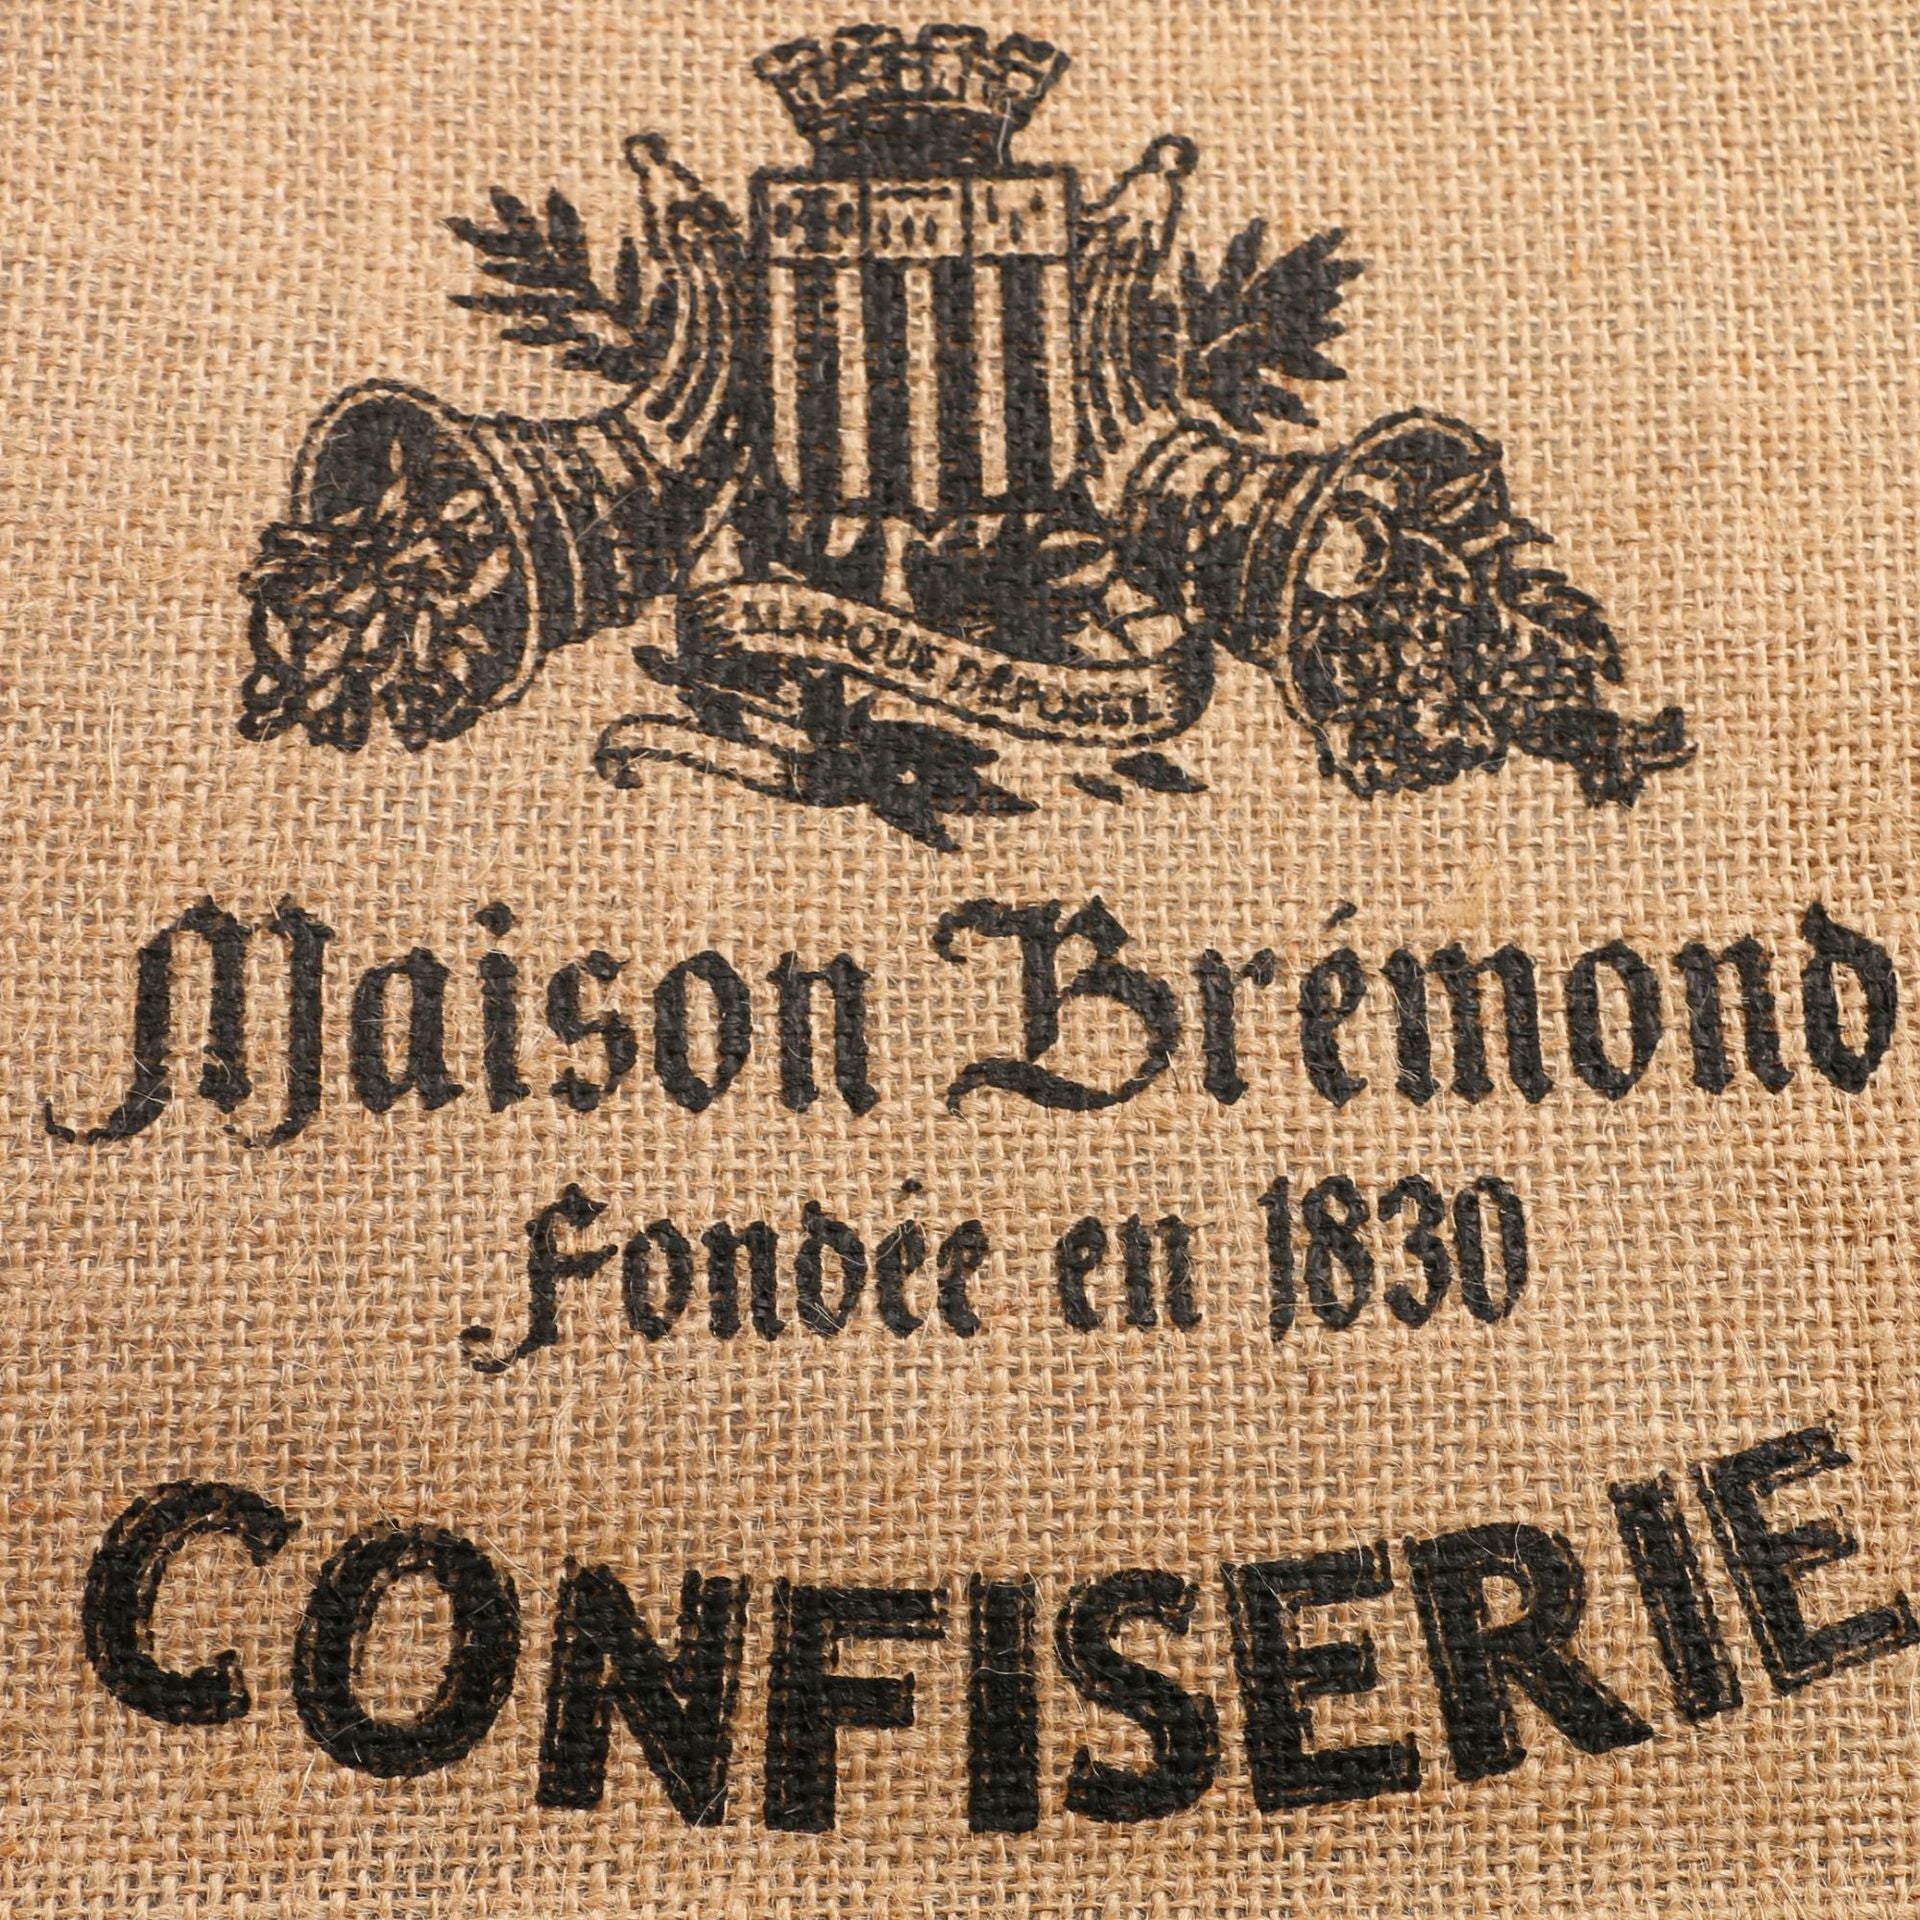 MARQUE DÉPOSÉE
Maison Brémond
Fondée en 1830
CONFISERIE